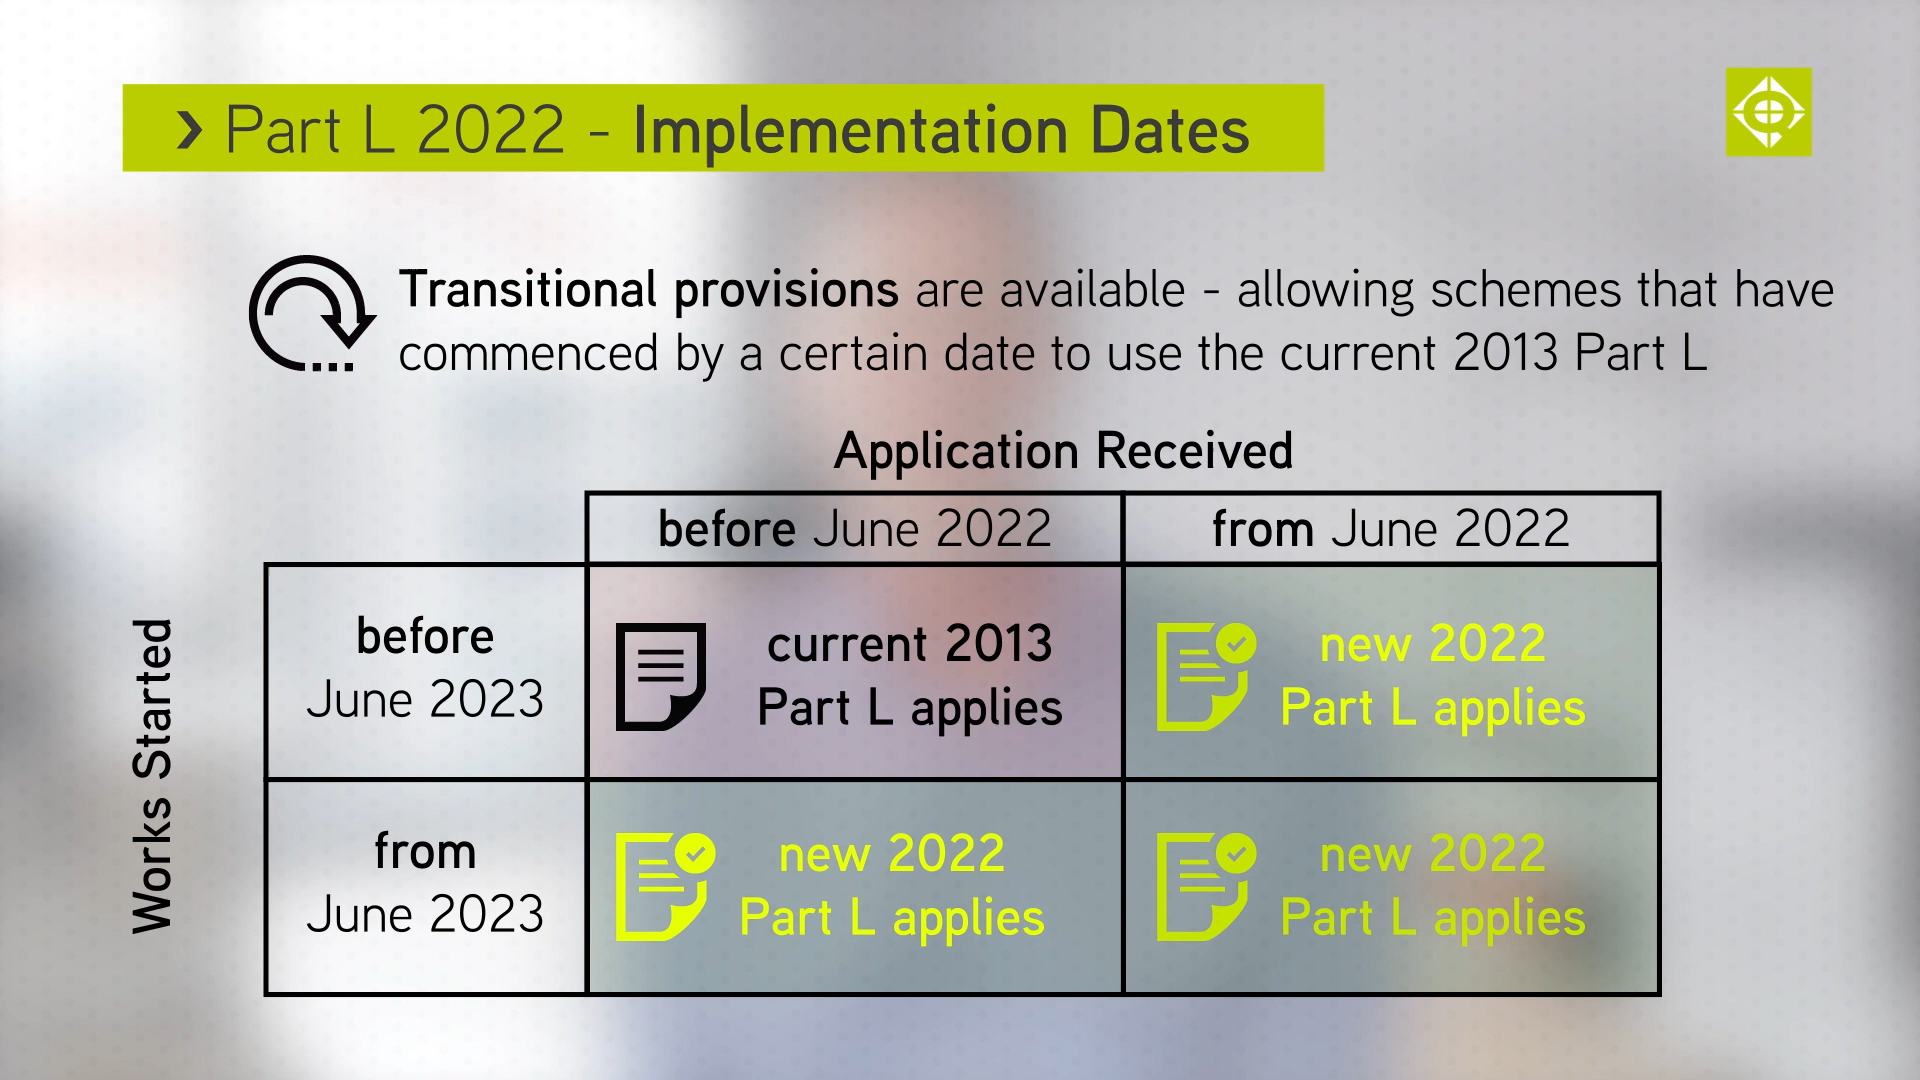 Part L 2022 - Implementation Dates
Transitional provisions are available - allowing schemes that have
commenced by a certain date to use the current 2013 Part L
Application Received
before June 2022
from June 2022
Works Started
before
June 2023
current 2013
Part L applies
new 2022
Part L applies
from
June 2023
new 2022
Part L applies
new 2022
Part L applies